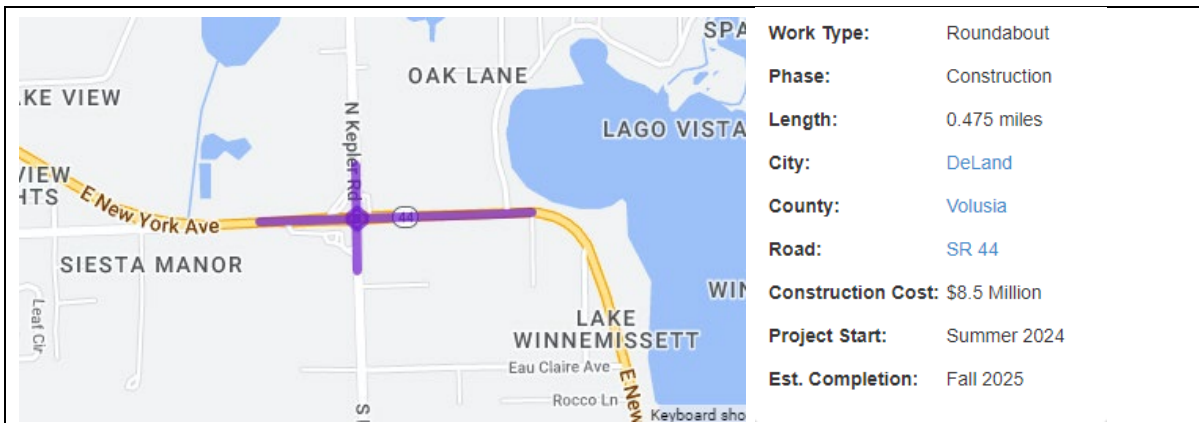 SPA
OAK LANE
KE VIEW
N Kepler Rd
LAGO VISTA
VIEW
HTS
E New York Ave
44
SIESTA MANOR
WIN
Leaf Cir
LAKE
WINNEMISSETT
Eau Claire Ave
E New
Rocco Ln
S
Keyboard sho
Work Type: Roundabout
Phase: Construction
Length: 0.475 miles
City: DeLand
County: Volusia
Road: SR 44
Construction Cost: $8.5 Million
Project Start: Summer 2024
Est. Completion: Fall 2025